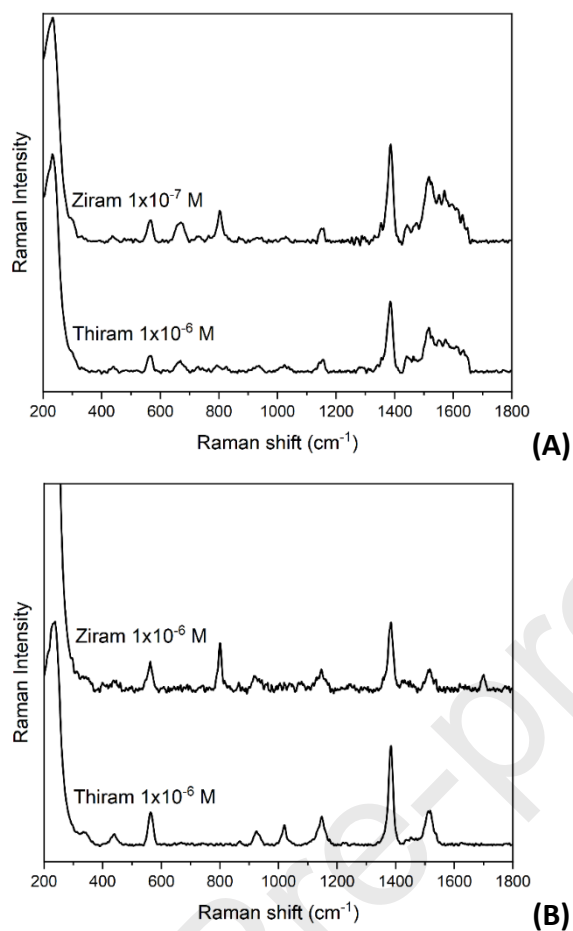 Raman Intensity
Ziram 1x10⁻⁷ M
Thiram 1x10⁻⁶ M
200 400 600 800 1000 1200 1400 1600 1800
Raman shift (cm⁻¹)
(A)
Raman Intensity
Ziram 1x10⁻⁶ M
Thiram 1x10⁻⁶ M
200 400 600 800 1000 1200 1400 1600 1800
Raman shift (cm⁻¹)
(B)
re-pr